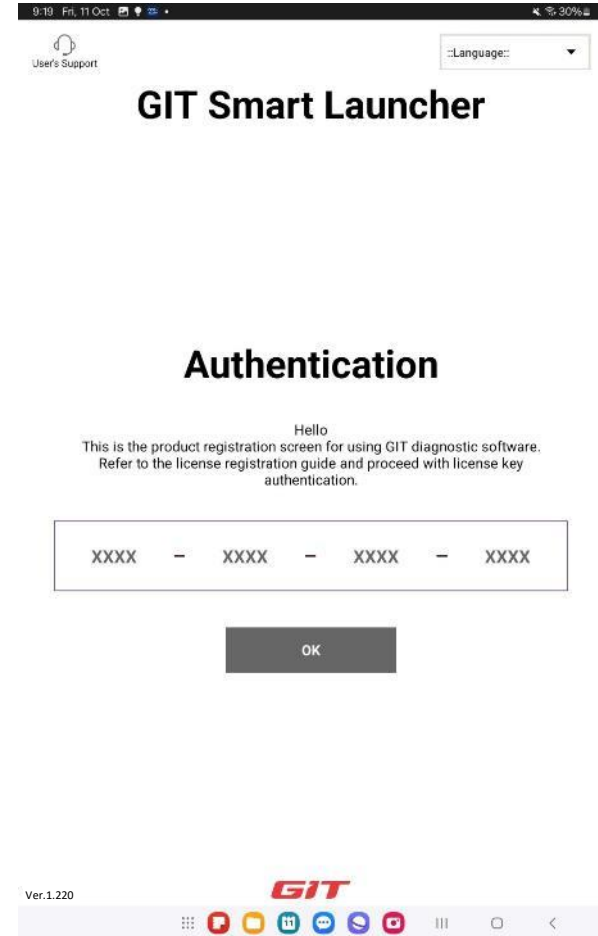 9:19 Fri, 11 Oct
30%
User's Support
::Language::
GIT Smart Launcher
Authentication
Hello
This is the product registration screen for using GIT diagnostic software.
Refer to the license registration guide and proceed with license key
authentication.
XXXX – XXXX – XXXX – XXXX
OK
Ver.1.220
GIT
11